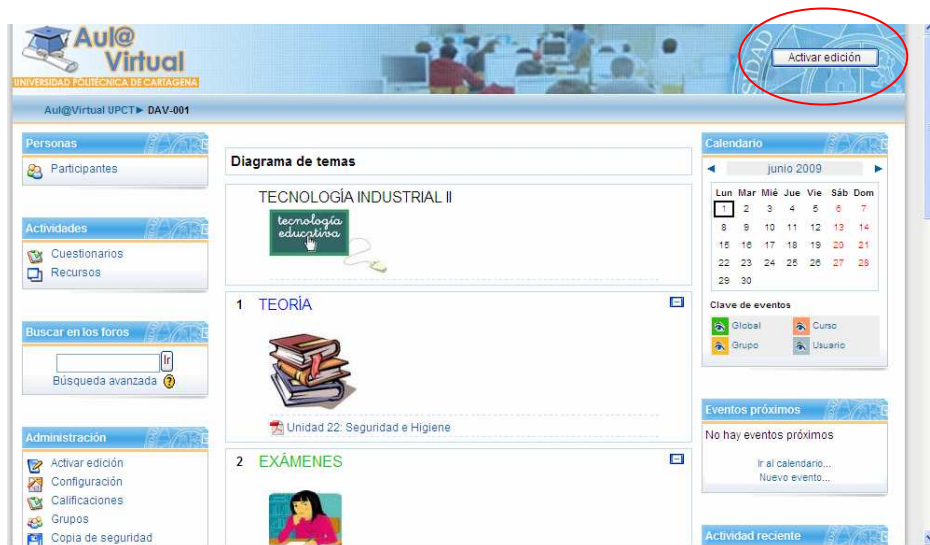 Aul@
Virtual
UNIVERSIDAD POLITÉCNICA DE CARTAGENA
Activar edición
Aul@Virtual UPCT► DAV-001
Personas
Participantes
Actividades
Cuestionarios
Recursos
Buscar en los foros
Ir
Búsqueda avanzada ?
Administración
Activar edición
Configuración
Calificaciones
Grupos
Copia de seguridad
Diagrama de temas
TECNOLOGÍA INDUSTRIAL II
tecnología
educativa
1 TEORÍA
Unidad 22: Seguridad e Higiene
2 EXÁMENES
Calendario
◄ junio 2009 ►
Lun Mar Mié Jue Vie Sáb Dom
1 2 3 4 5 6 7
8 9 10 11 12 13 14
15 16 17 18 19 20 21
22 23 24 25 26 27 28
29 30
Clave de eventos
Global Curso
Grupo Usuario
Eventos próximos
No hay eventos próximos
Ir al calendario...
Nuevo evento...
Actividad reciente